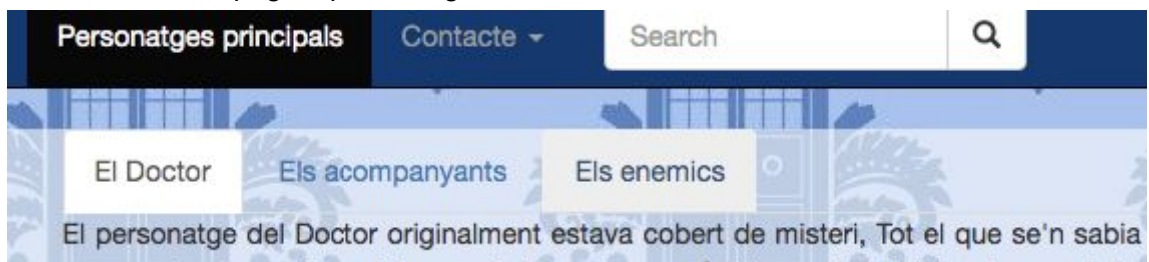 Personatges principals Contacte Search
El Doctor Els acompanyants Els enemics
El personatge del Doctor originalment estava cobert de misteri, Tot el que se'n sabia